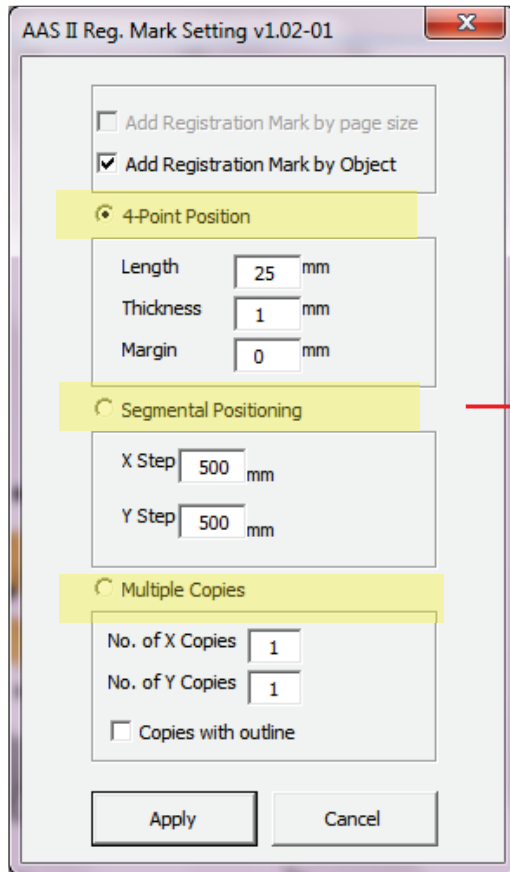 AAS II Reg. Mark Setting v1.02-01
Add Registration Mark by page size
Add Registration Mark by Object
4-Point Position
Length 25 mm
Thickness 1 mm
Margin 0 mm
Segmental Positioning
X Step 500 mm
Y Step 500 mm
Multiple Copies
No. of X Copies 1
No. of Y Copies 1
Copies with outline
Apply Cancel